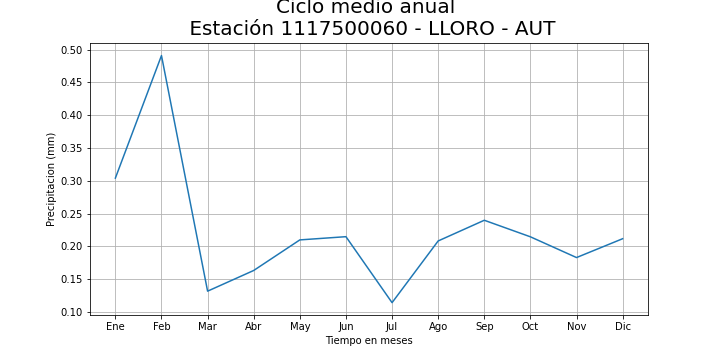 Ciclo medio anual
Estación 1117500060 - LLORO - AUT
0.50
0.45
0.40
0.35
0.30
0.25
0.20
0.15
0.10
Precipitacion (mm)
Ene Feb Mar Abr May Jun Jul Ago Sep Oct Nov Dic
Tiempo en meses